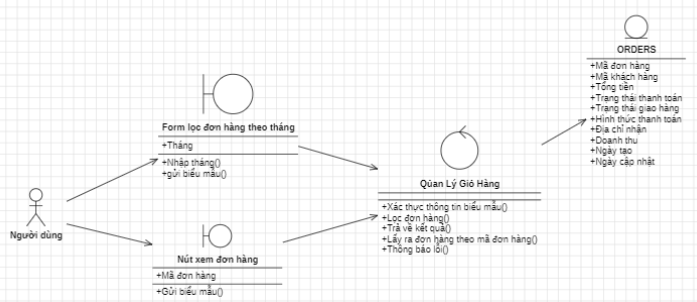 ORDERS
+Mã đơn hàng
+Mã khách hàng
+Tổng tiền
+Trạng thái thanh toán
+Trạng thái giao hàng
+Hình thức thanh toán
+Địa chỉ nhận
+Doanh thu
+Ngày tạo
+Ngày cập nhật
Form lọc đơn hàng theo tháng
+Tháng
+Nhập tháng()
+gửi biểu mẫu()
Quản Lý Giỏ Hàng
+Xác thực thông tin biểu mẫu()
+Lọc đơn hàng()
+Trả về kết quả()
+Lấy ra đơn hàng theo mã đơn hàng()
+Thông báo lỗi()
Người dùng
Nút xem đơn hàng
+Mã đơn hàng
+Gửi biểu mẫu()